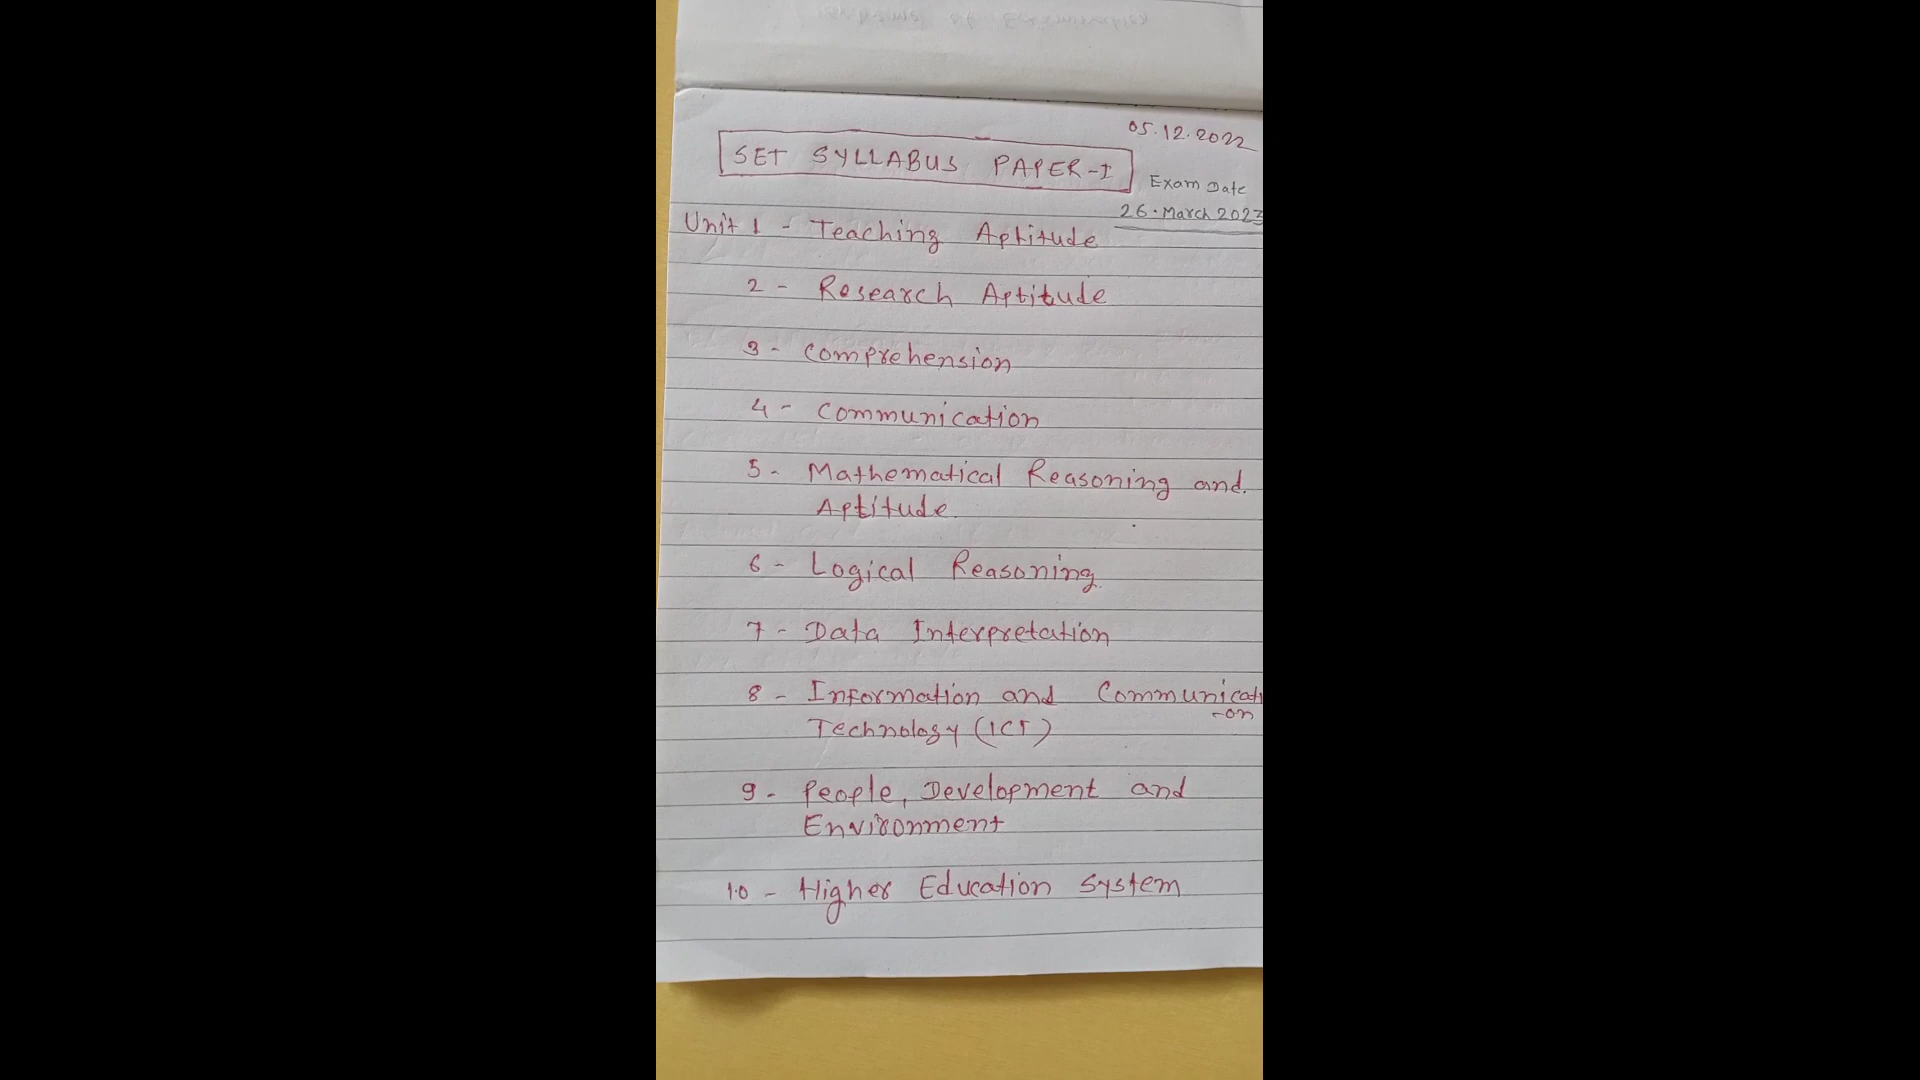 05.12.2022
SET SYLLABUS PAPER-I
Exam Date
26. March 2023
Unit 1 - Teaching Aptitude
2 - Research Aptitude
3 - Comprehension
4 - Communication
5 - Mathematical Reasoning and.
Aptitude.
6 - Logical Reasoning.
7 - Data Interpretation
8 - Information and Communicati
-on
Technology (ICT)
9 - People, Development and
Environment
10 - Higher Education System